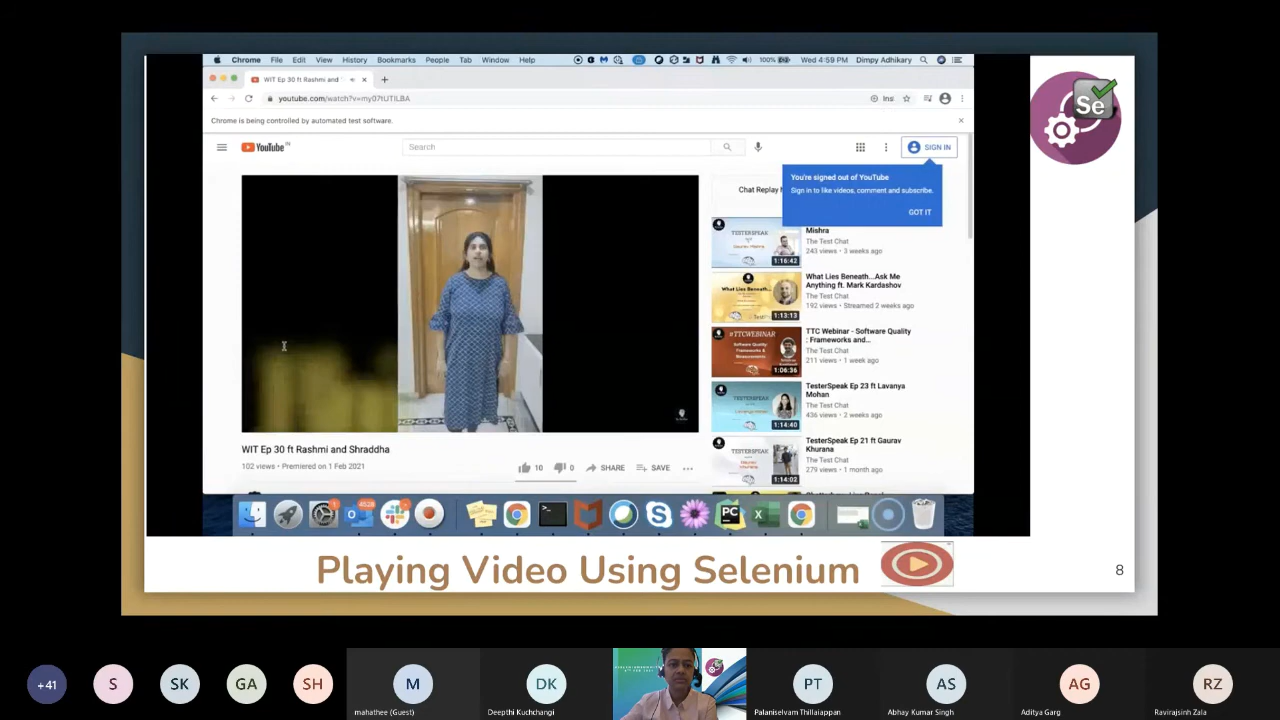 Chrome File Edit View History Bookmarks People Tab Window Help
100% Wed 4:59 PM Dimpy Adhikary
WIT Ep 30 ft Rashmi and
youtube.com/watch?v=my07tUTlLBA
Chrome is being controlled by automated test software.
YouTube IN
Search
SIGN IN
You're signed out of YouTube
Sign in to like videos, comment and subscribe.
GOT IT
Chat Replay
Mishra
The Test Chat
243 views • 3 weeks ago
1:16:42
What Lies Beneath...Ask Me
Anything ft. Mark Kardashov
The Test Chat
192 views • Streamed 2 weeks ago
1:13:13
TTC Webinar - Software Quality
: Frameworks and...
The Test Chat
211 views • 1 week ago
#TTCWEBINAR
1:06:36
TesterSpeak Ep 23 ft Lavanya
Mohan
The Test Chat
436 views • 2 weeks ago
TESTERSPEAK
1:14:40
TesterSpeak Ep 21 ft Gaurav
Khurana
The Test Chat
279 views • 1 month ago
TESTERSPEAK
1:14:02
WIT Ep 30 ft Rashmi and Shraddha
102 views • Premiered on 1 Feb 2021
10 0 SHARE SAVE
PC
Se
Playing Video Using Selenium
8
+41 S SK GA SH M DK PT AS AG RZ
mahathee (Guest) Deepthi Kuchchangi Palaniselvam Thillaiappan Abhay Kumar Singh Aditya Garg Ravirajsinh Zala